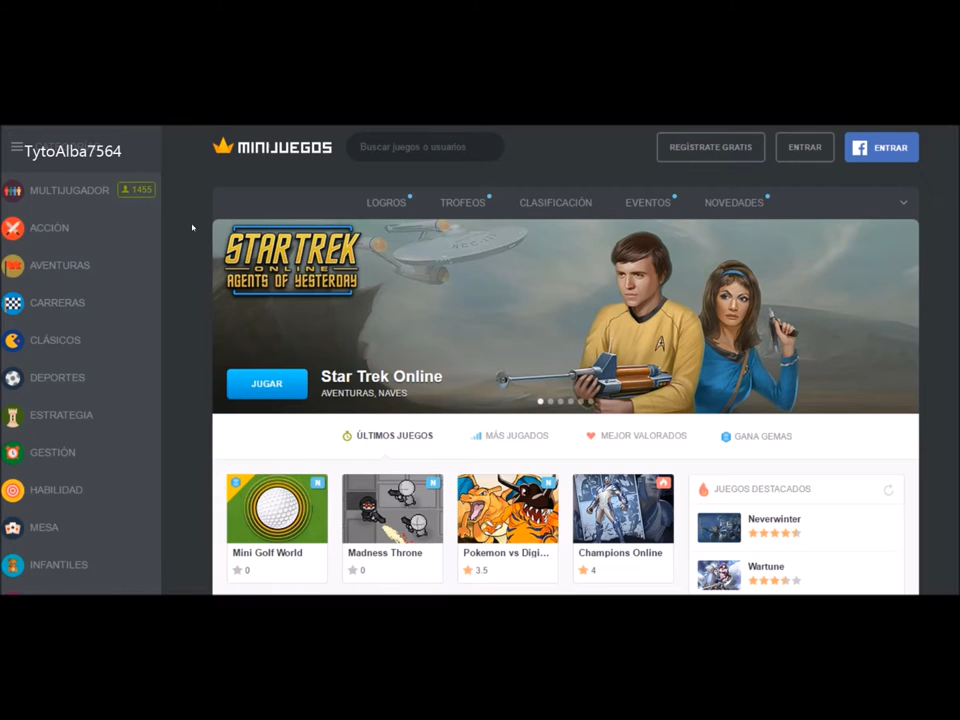 TytoAlba7564
MINIJUEGOS
Buscar juegos o usuarios
REGÍSTRATE GRATIS
ENTRAR
ENTRAR
MULTIJUGADOR
1455
ACCIÓN
AVENTURAS
CARRERAS
CLÁSICOS
DEPORTES
ESTRATEGIA
GESTIÓN
HABILIDAD
MESA
INFANTILES
LOGROS
TROFEOS
CLASIFICACIÓN
EVENTOS
NOVEDADES
STAR TREK
ONLINE
AGENTS OF YESTERDAY
JUGAR
Star Trek Online
AVENTURAS, NAVES
ÚLTIMOS JUEGOS
MÁS JUGADOS
MEJOR VALORADOS
GANA GEMAS
N
Mini Golf World
0
N
Madness Throne
0
N
Pokemon vs Digi...
3.5
Champions Online
4
JUEGOS DESTACADOS
Neverwinter
Wartune